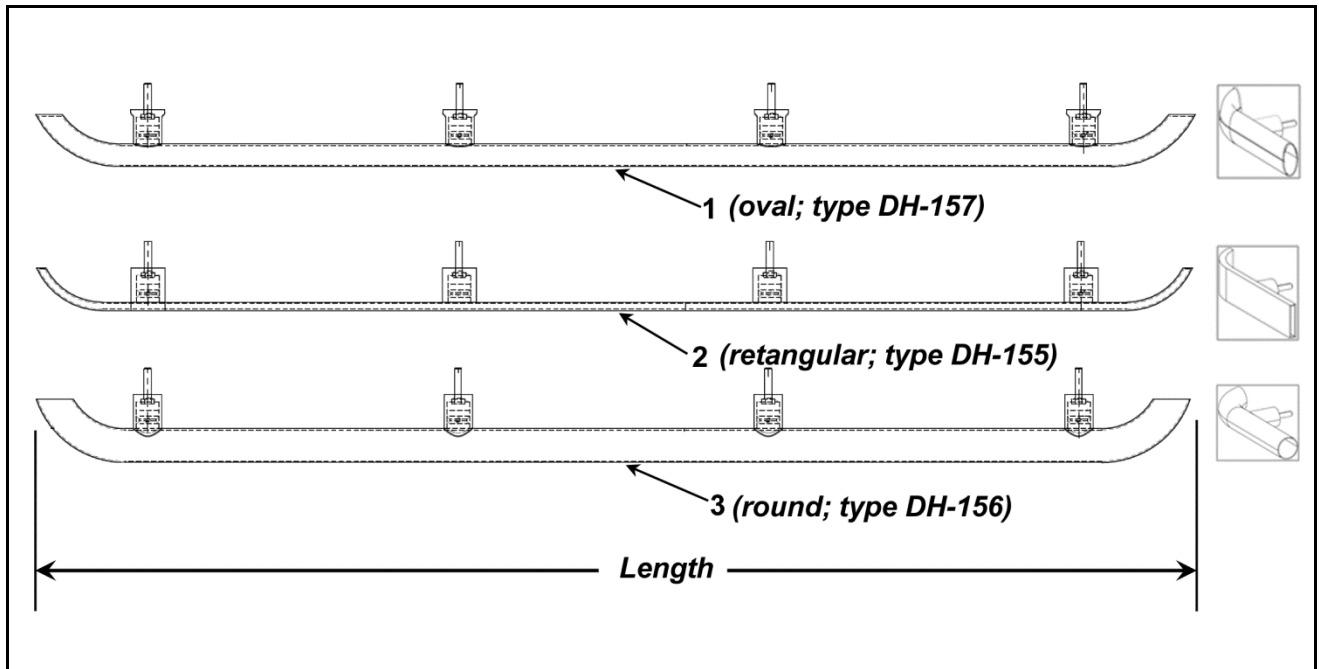 1 (oval; type DH-157)
2 (retangular; type DH-155)
3 (round; type DH-156)
Length